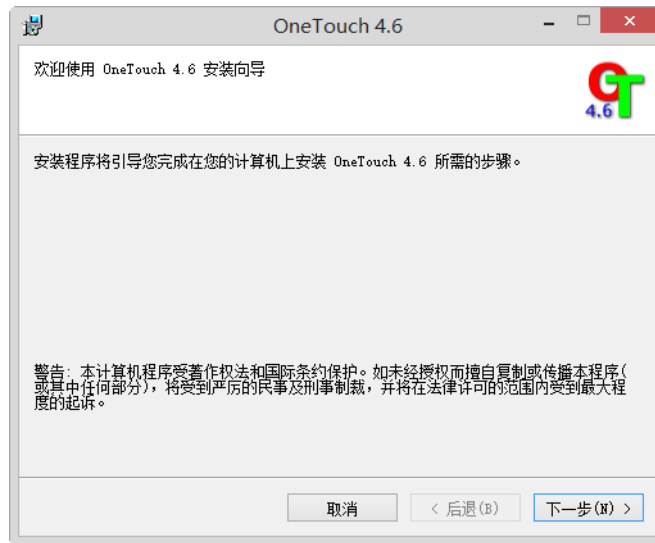 OneTouch 4.6
欢迎使用 OneTouch 4.6 安装向导
OT
4.6
安装程序将引导您完成在您的计算机上安装 OneTouch 4.6 所需的步骤。
警告: 本计算机程序受著作权法和国际条约保护。如未经授权而擅自复制或传播本程序(
或其中任何部分)，将受到严厉的民事及刑事制裁，并将在法律许可的范围内受到最大程
度的起诉。
取消 < 后退(B) 下一步(N) >